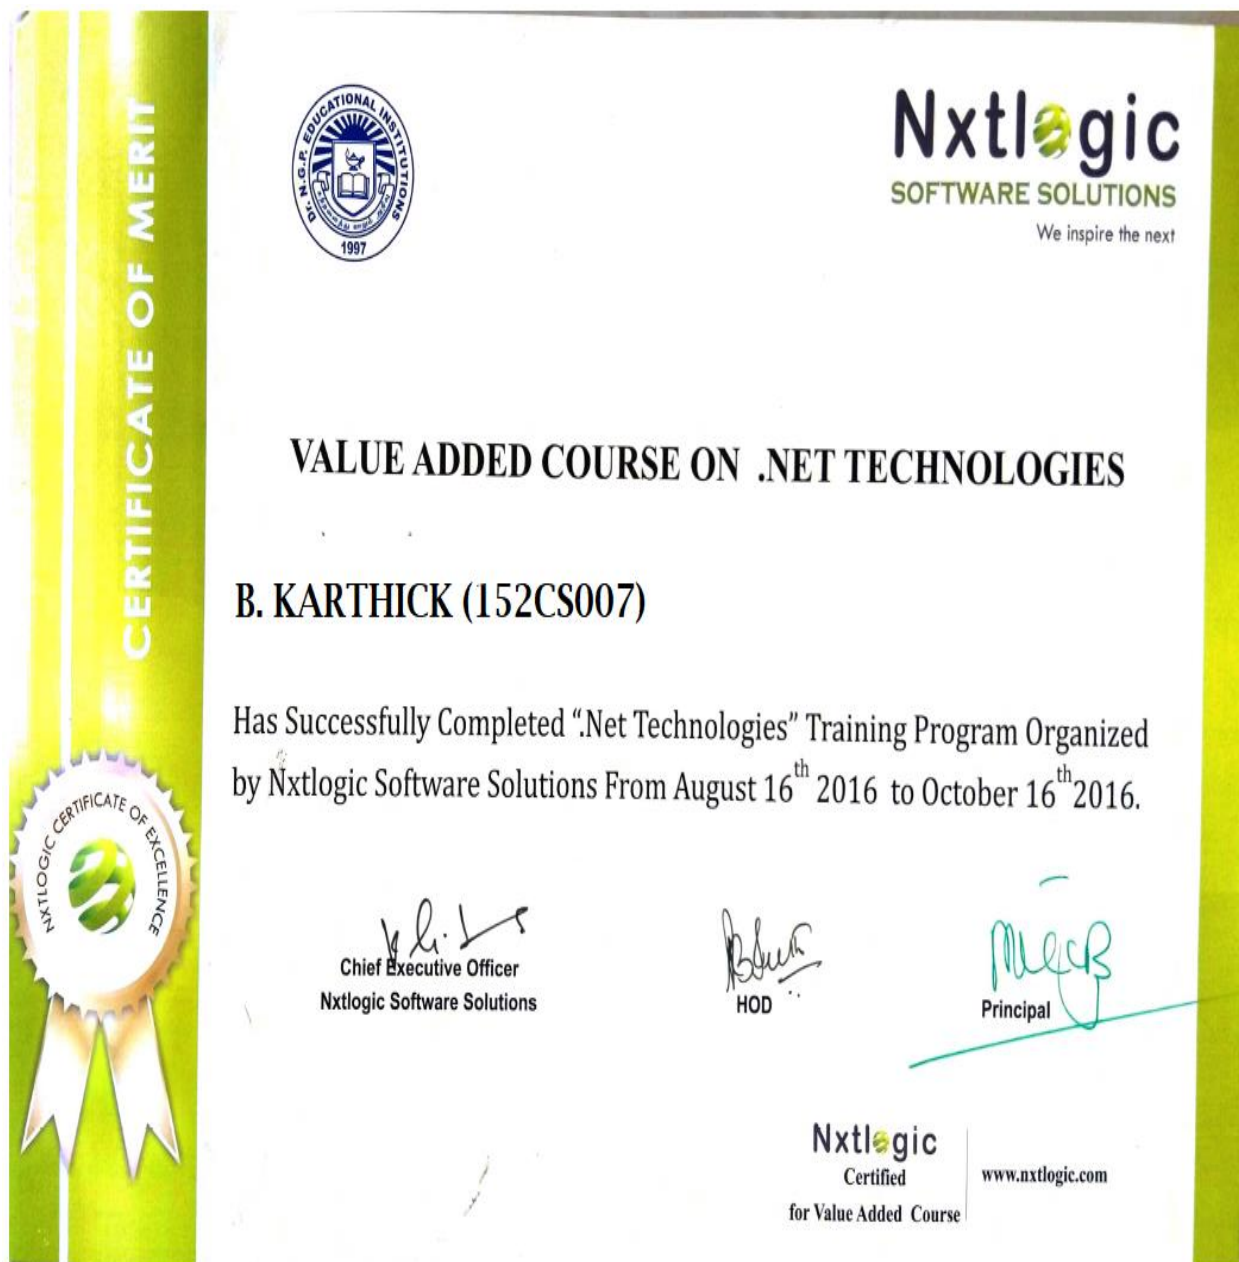 CERTIFICATE OF MERIT
Dr. N.G.P. EDUCATIONAL INSTITUTIONS
1997
Nxtlogic
SOFTWARE SOLUTIONS
We inspire the next
VALUE ADDED COURSE ON .NET TECHNOLOGIES
B. KARTHICK (152CS007)
Has Successfully Completed “.Net Technologies” Training Program Organized
by Nxtlogic Software Solutions From August 16th 2016 to October 16th 2016.
NXTLOGIC CERTIFICATE OF EXCELLENCE
Chief Executive Officer
Nxtlogic Software Solutions
HOD
Principal
Nxtlogic
Certified
for Value Added Course
www.nxtlogic.com